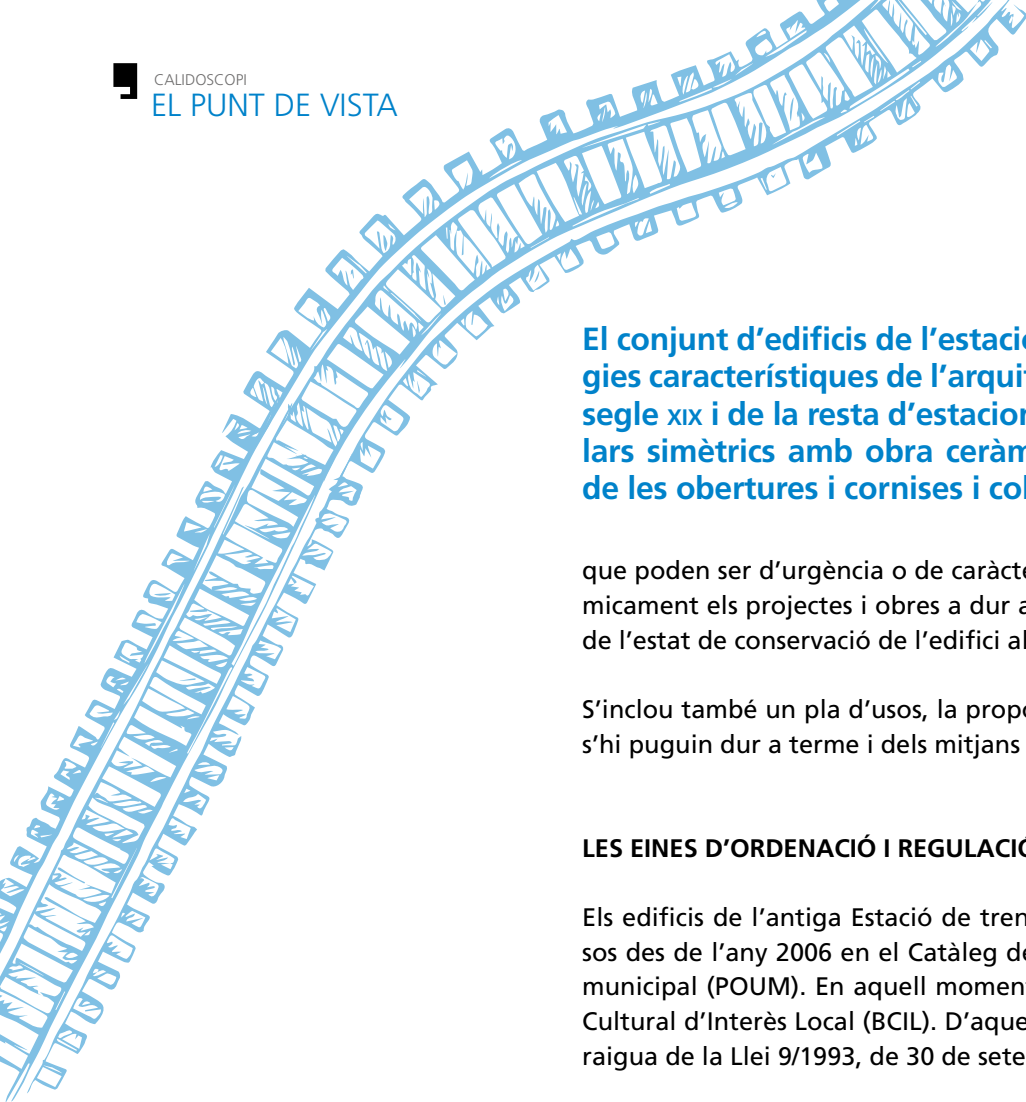 CALIDOSCOPI
EL PUNT DE VISTA
El conjunt d’edificis de l’estació
gies característiques de l’arquit
segle XIX i de la resta d’estacion
lars simètrics amb obra ceràm
de les obertures i cornises i col
que poden ser d’urgència o de caràcte
micament els projectes i obres a dur a
de l’estat de conservació de l’edifici al
S’inclou també un pla d’usos, la propo
s’hi puguin dur a terme i dels mitjans
LES EINES D’ORDENACIÓ I REGULACIÓ
Els edificis de l’antiga Estació de tren
sos des de l’any 2006 en el Catàleg de
municipal (POUM). En aquell moment
Cultural d’Interès Local (BCIL). D’aque
raigua de la Llei 9/1993, de 30 de sete